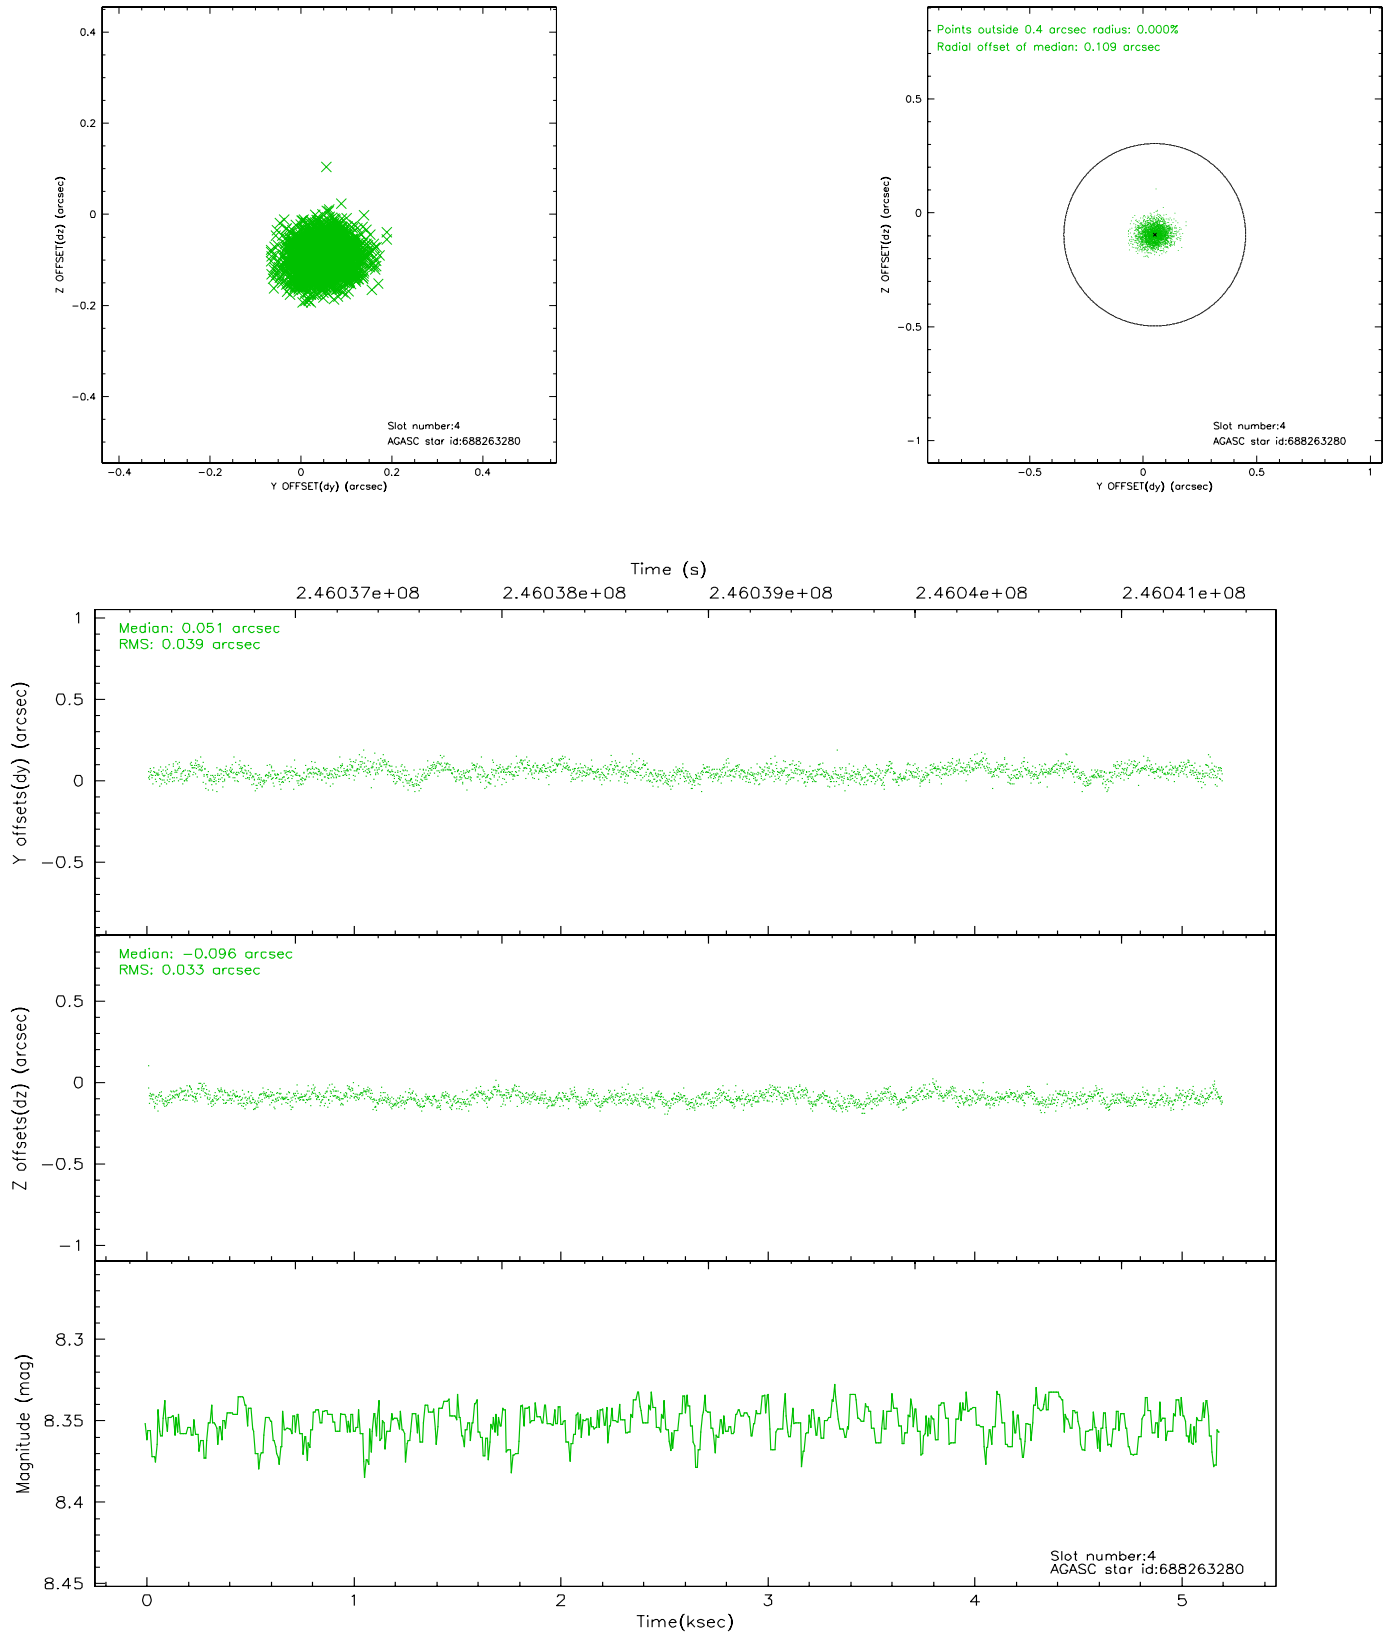 0.4
0.2
0
−0.2
−0.4
Z OFFSET(dz) (arcsec)
Slot number:4
AGASC star id:688263280
−0.4
−0.2
0
0.2
0.4
Y OFFSET(dy) (arcsec)
Points outside 0.4 arcsec radius: 0.000%
Radial offset of median: 0.109 arcsec
0.5
0
−0.5
−1
Z OFFSET(dz) (arcsec)
Slot number:4
AGASC star id:688263280
−0.5
0
0.5
1
Y OFFSET(dy) (arcsec)
Time (s)
2.46037e+08
2.46038e+08
2.46039e+08
2.4604e+08
2.46041e+08
Median: 0.051 arcsec
RMS: 0.039 arcsec
1
0.5
0
−0.5
Y offsets(dy) (arcsec)
Median: −0.096 arcsec
RMS: 0.033 arcsec
0.5
0
−0.5
−1
Z offsets(dz) (arcsec)
8.3
8.35
8.4
8.45
Magnitude (mag)
Slot number:4
AGASC star id:688263280
0
1
2
3
4
5
Time(ksec)